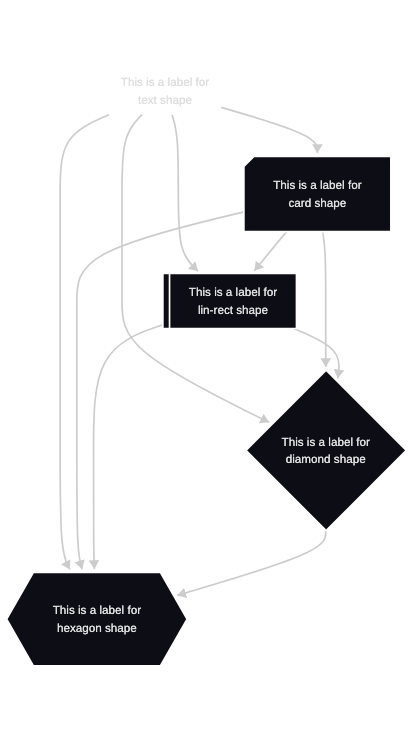 This is a label for
text shape
This is a label for
card shape
This is a label for
lin-rect shape
This is a label for
diamond shape
This is a label for
hexagon shape